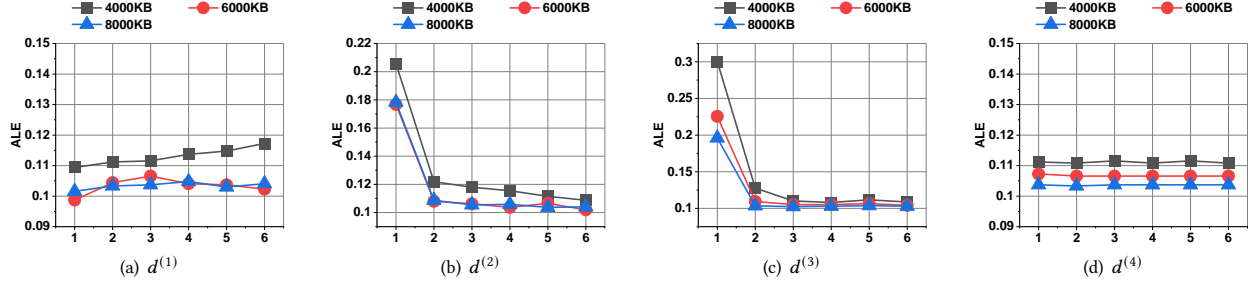 4000KB 6000KB
8000KB
0.15
0.14
0.13
0.12
0.11
0.1
0.09
ALE
1 2 3 4 5 6
(a) d^(1)
4000KB 6000KB
8000KB
0.22
0.2
0.18
0.16
0.14
0.12
0.1
ALE
1 2 3 4 5 6
(b) d^(2)
4000KB 6000KB
8000KB
0.3
0.25
0.2
0.15
0.1
ALE
1 2 3 4 5 6
(c) d^(3)
4000KB 6000KB
8000KB
0.15
0.14
0.13
0.12
0.11
0.1
0.09
ALE
1 2 3 4 5 6
(d) d^(4)